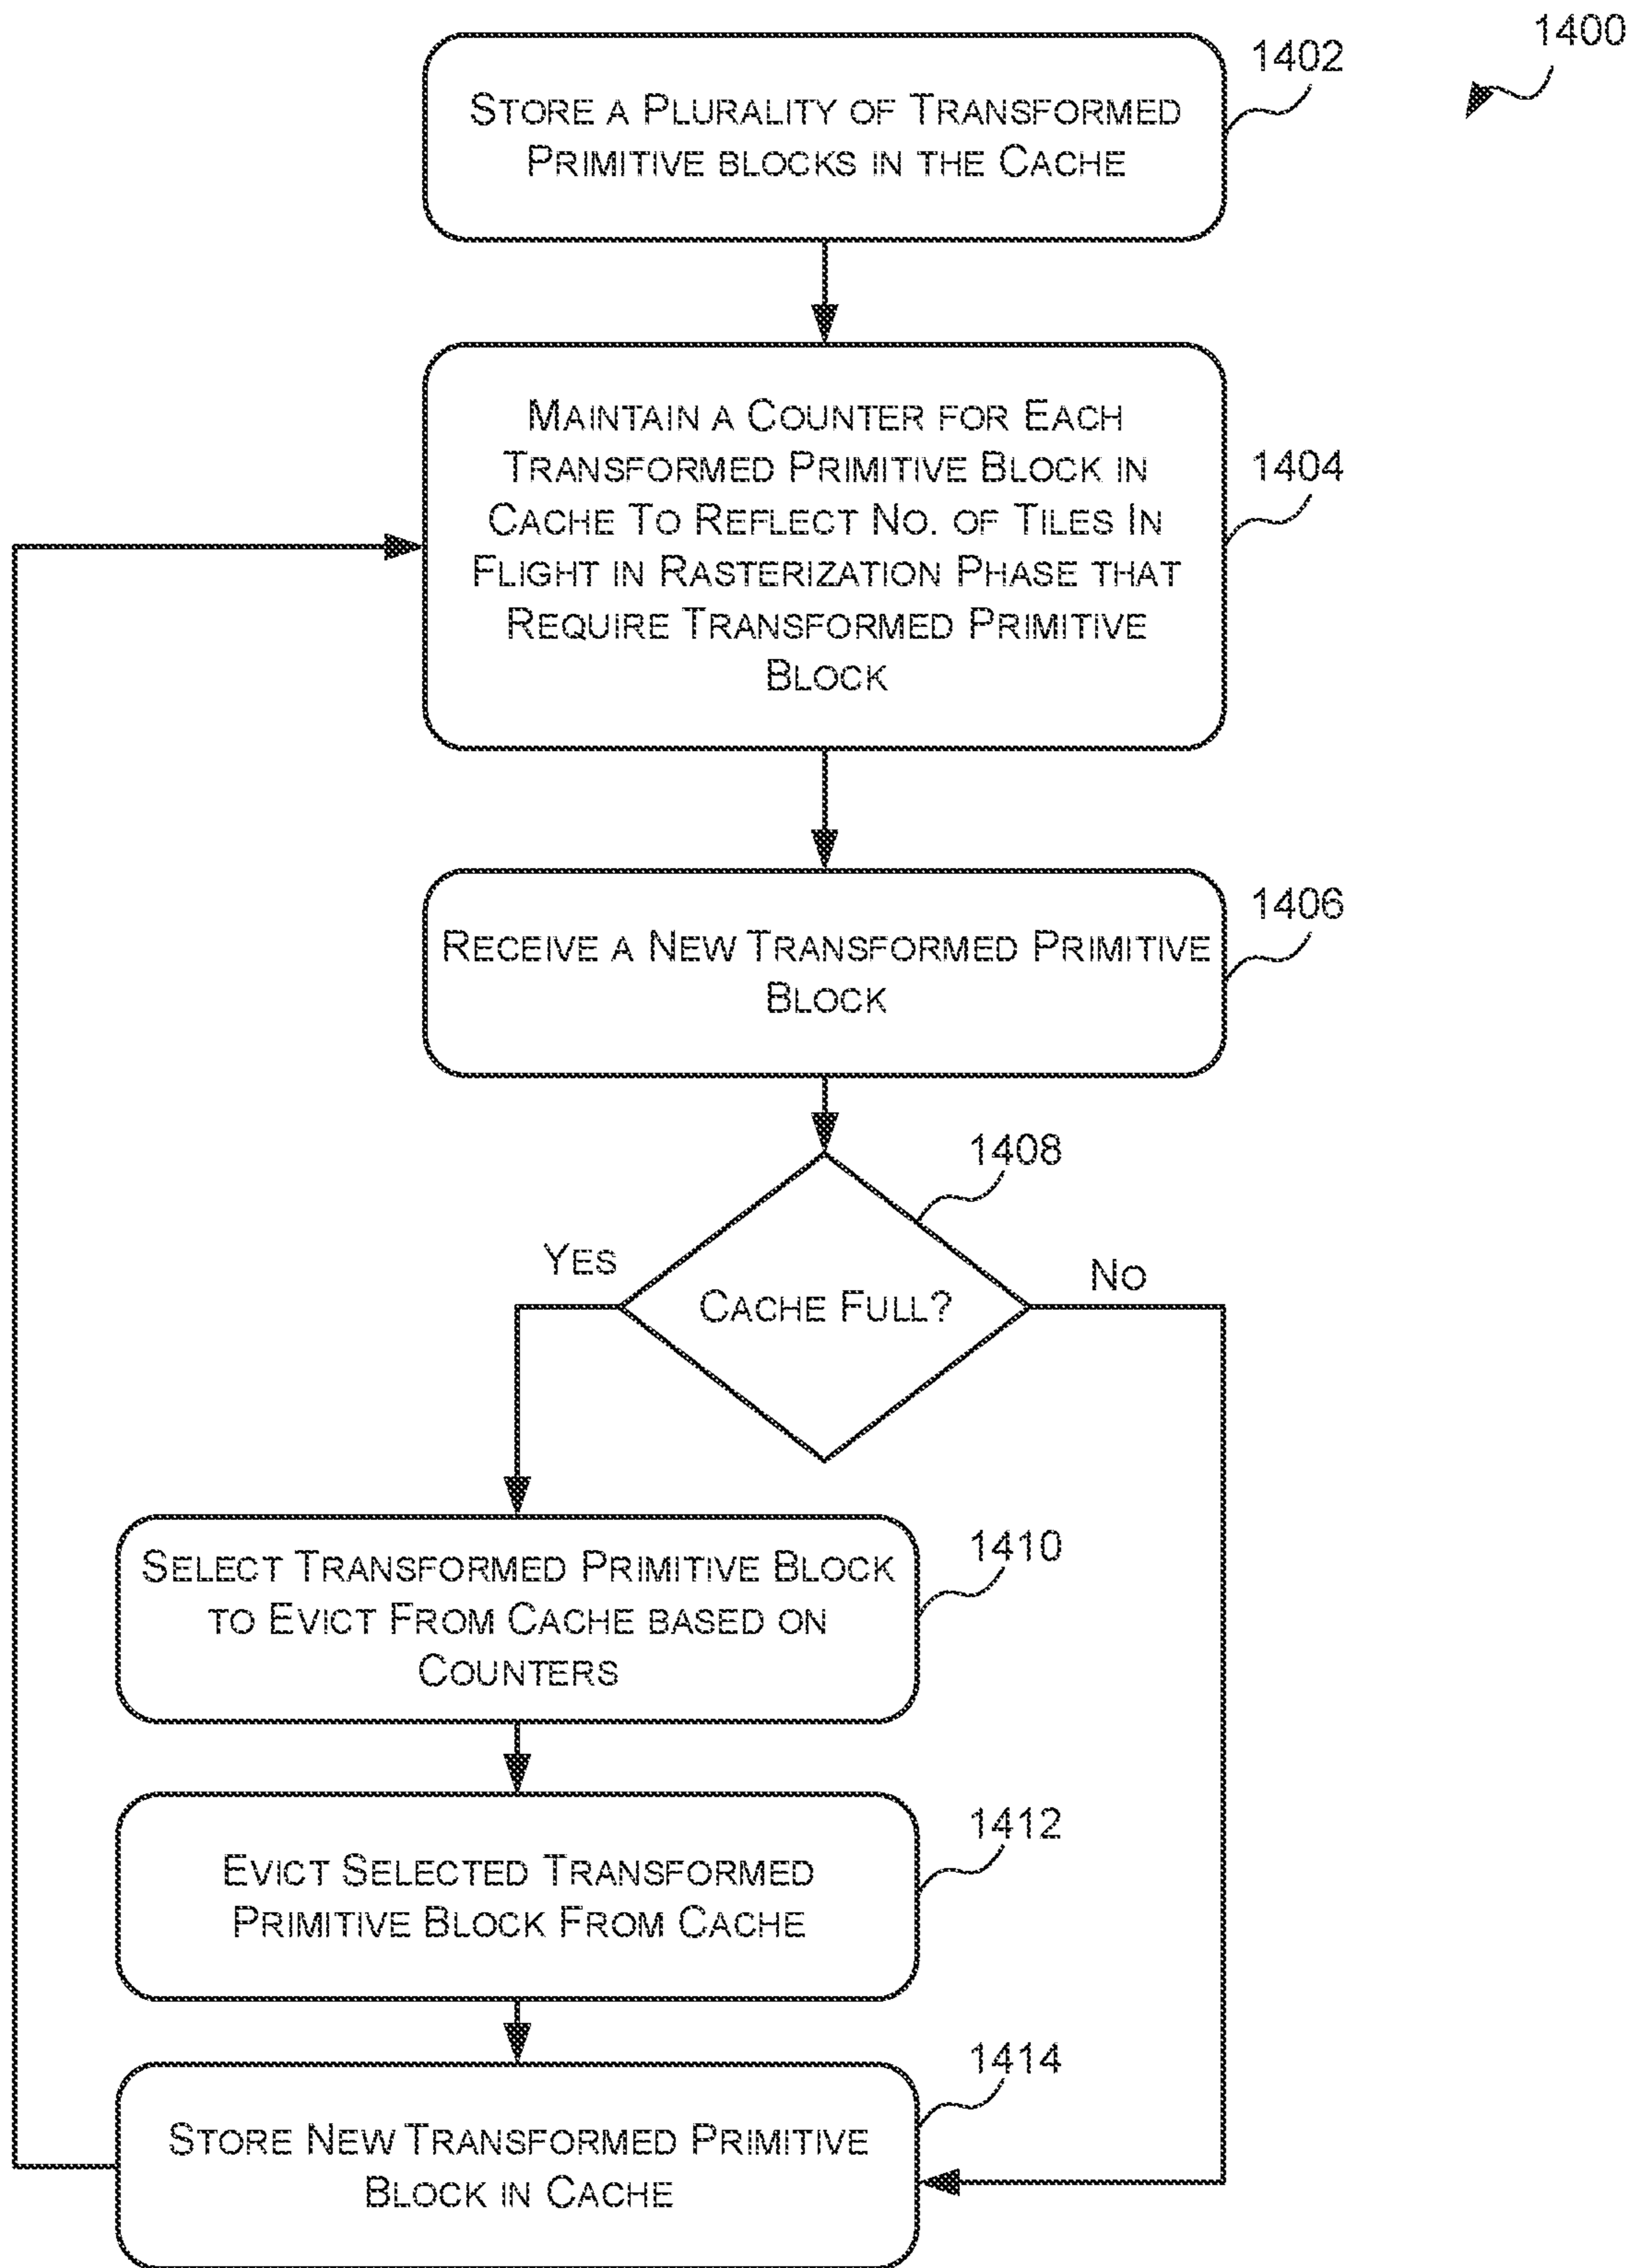 1400
1402
STORE A PLURALITY OF TRANSFORMED
PRIMITIVE BLOCKS IN THE CACHE
MAINTAIN A COUNTER FOR EACH
TRANSFORMED PRIMITIVE BLOCK IN
CACHE TO REFLECT NO. OF TILES IN
FLIGHT IN RASTERIZATION PHASE THAT
REQUIRE TRANSFORMED PRIMITIVE
BLOCK
1404
RECEIVE A NEW TRANSFORMED PRIMITIVE
BLOCK
1406
1408
YES
CACHE FULL?
NO
SELECT TRANSFORMED PRIMITIVE BLOCK
TO EVICT FROM CACHE BASED ON
COUNTERS
1410
EVICT SELECTED TRANSFORMED
PRIMITIVE BLOCK FROM CACHE
1412
1414
STORE NEW TRANSFORMED PRIMITIVE
BLOCK IN CACHE